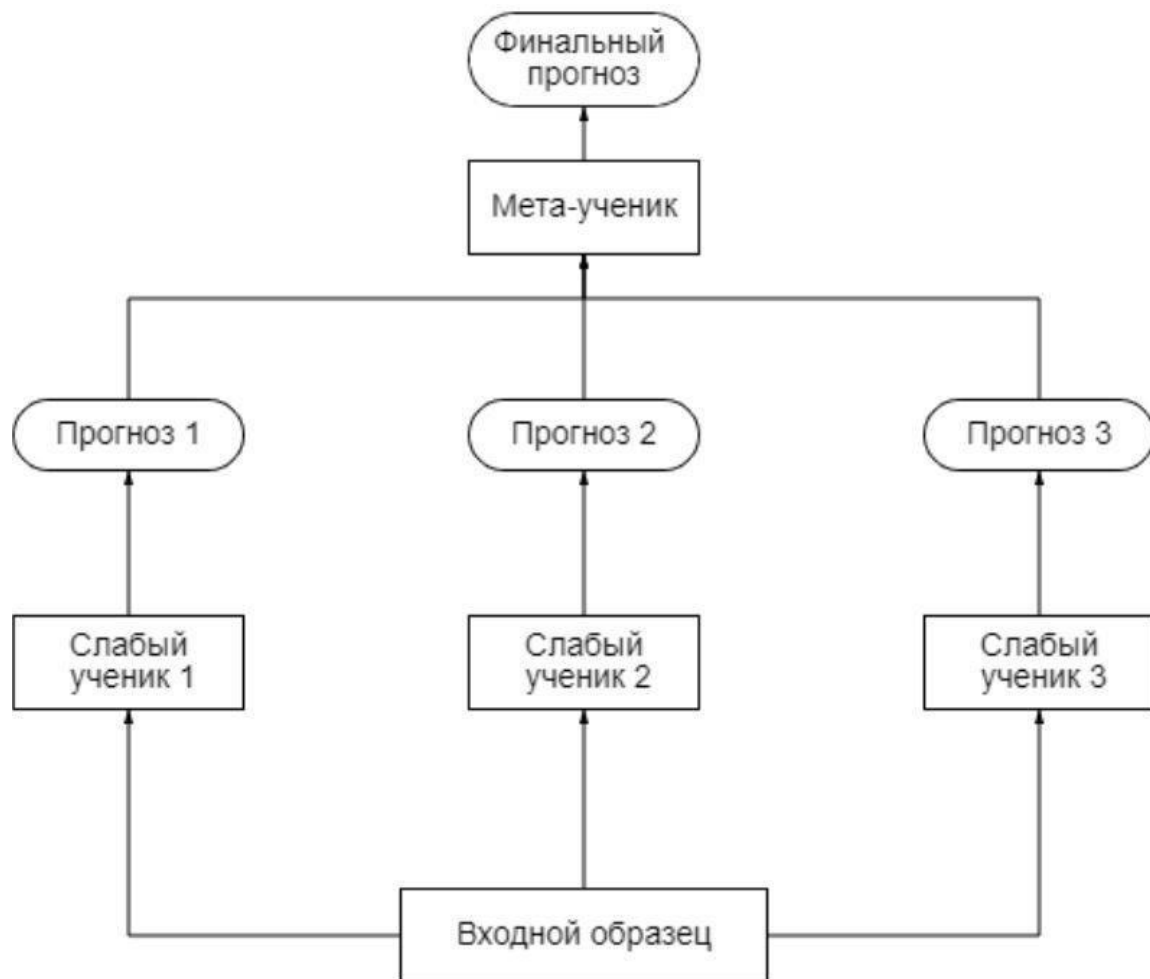 Финальный
прогноз
Мета-ученик
Прогноз 1
Прогноз 2
Прогноз 3
Слабый
ученик 1
Слабый
ученик 2
Слабый
ученик 3
Входной образец